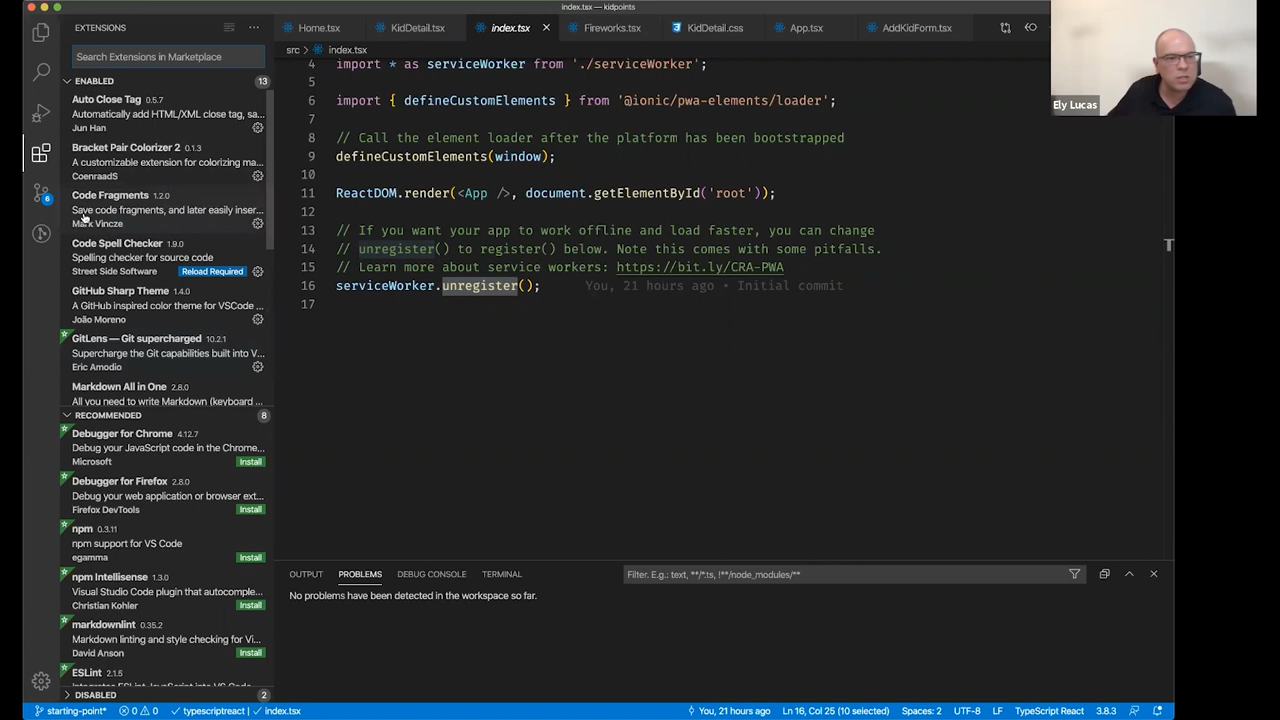 index.tsx — kidpoints
EXTENSIONS
Search Extensions in Marketplace
ENABLED 13
Auto Close Tag 0.5.7
Automatically add HTML/XML close tag, sa...
Jun Han
Bracket Pair Colorizer 2 0.1.3
A customizable extension for colorizing ma...
CoenraadS
Code Fragments 1.2.0
Save code fragments, and later easily inser...
Mark Vincze
Code Spell Checker 1.9.0
Spelling checker for source code
Street Side Software Reload Required
GitHub Sharp Theme 1.4.0
A GitHub inspired color theme for VSCode ...
João Moreno
GitLens — Git supercharged 10.2.1
Supercharge the Git capabilities built into V...
Eric Amodio
Markdown All in One 2.8.0
All you need to write Markdown (keyboard ...
RECOMMENDED 8
Debugger for Chrome 4.12.7
Debug your JavaScript code in the Chrome...
Microsoft Install
Debugger for Firefox 2.8.0
Debug your web application or browser ext...
Firefox DevTools Install
npm 0.3.11
npm support for VS Code
egamma Install
npm Intellisense 1.3.0
Visual Studio Code plugin that autocomple...
Christian Kohler Install
markdownlint 0.35.2
Markdown linting and style checking for Vi...
David Anson Install
ESLint 2.1.5
Integrates ESLint JavaScript into VS Code.
DISABLED 2
6
Home.tsx KidDetail.tsx index.tsx Fireworks.tsx KidDetail.css App.tsx AddKidForm.tsx
src > index.tsx
4 import * as serviceWorker from './serviceWorker';
5
6 import { defineCustomElements } from '@ionic/pwa-elements/loader';
7
8 // Call the element loader after the platform has been bootstrapped
9 defineCustomElements(window);
10
11 ReactDOM.render(<App />, document.getElementById('root'));
12
13 // If you want your app to work offline and load faster, you can change
14 // unregister() to register() below. Note this comes with some pitfalls.
15 // Learn more about service workers: https://bit.ly/CRA-PWA
16 serviceWorker.unregister(); You, 21 hours ago • Initial commit
17
Ely Lucas
OUTPUT PROBLEMS DEBUG CONSOLE TERMINAL Filter. E.g.: text, **/*.ts, !**/node_modules/**
No problems have been detected in the workspace so far.
starting-point* 0 0 typescriptreact | index.tsx You, 21 hours ago Ln 16, Col 25 (10 selected) Spaces: 2 UTF-8 LF TypeScript React 3.8.3